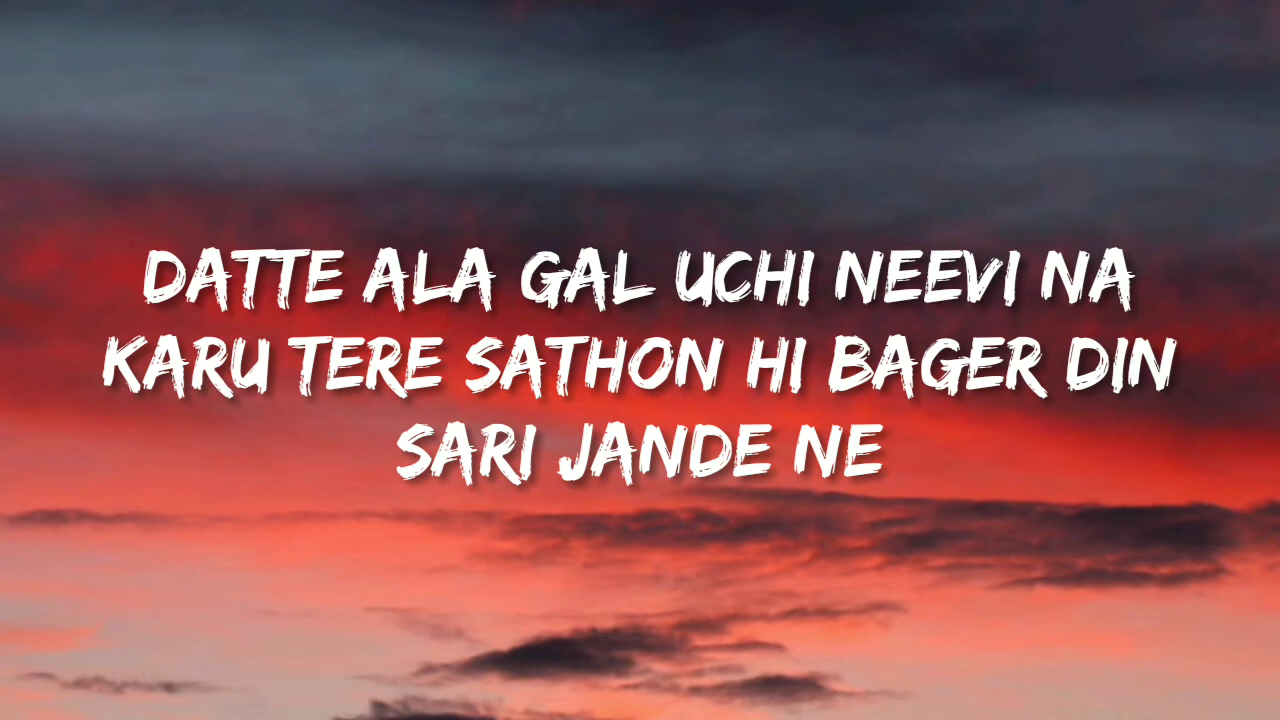 DATTE ALA GAL UCHI NEEVI NA
KARU TERE SATHON HI BAGER DIN
SARI JANDE NE